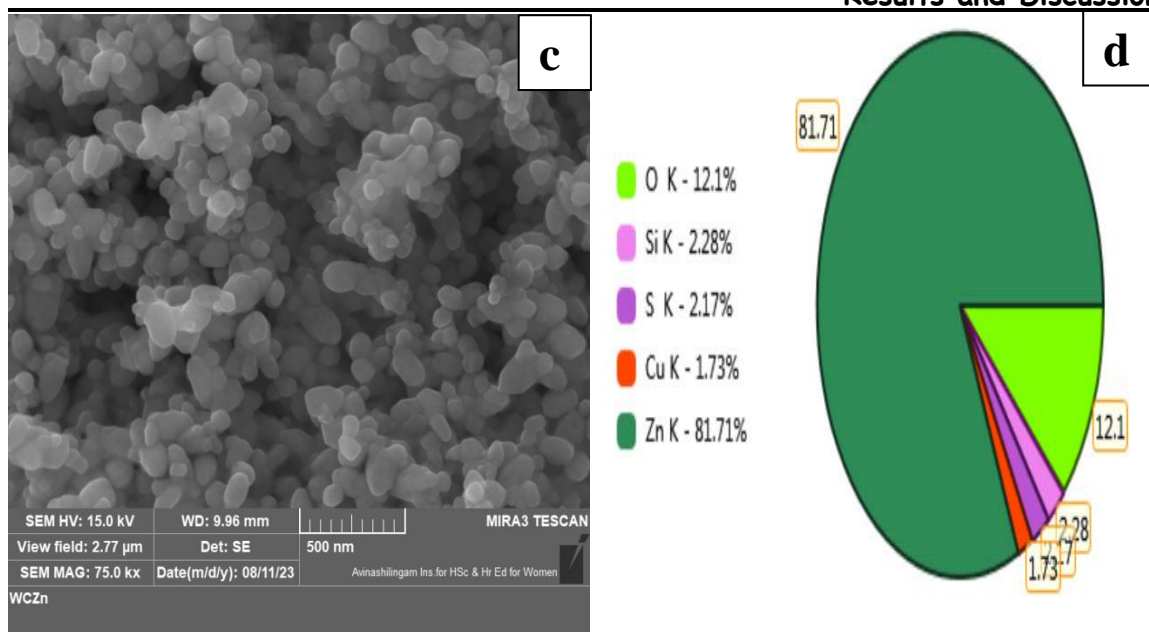 Results and Discussion
c
d
81.71
O K - 12.1%
Si K - 2.28%
S K - 2.17%
Cu K - 1.73%
Zn K - 81.71%
12.1
2.28
1.73
SEM HV: 15.0 kV WD: 9.96 mm MIRA3 TESCAN
View field: 2.77 µm Det: SE 500 nm
SEM MAG: 75.0 kx Date(m/d/y): 08/11/23 Avinashilingam Ins.for HSc & Hr Ed for Women
WCZn